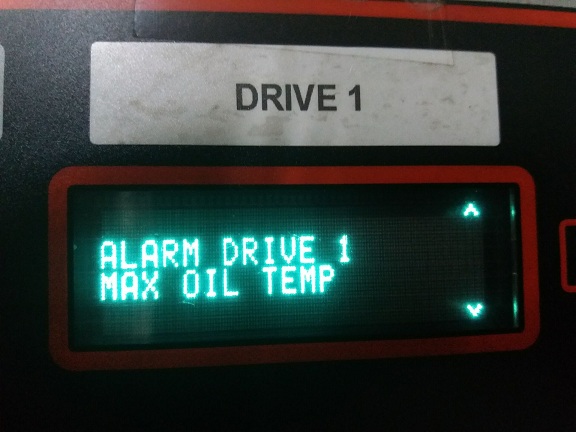 DRIVE 1
ALARM DRIVE 1
MAX OIL TEMP